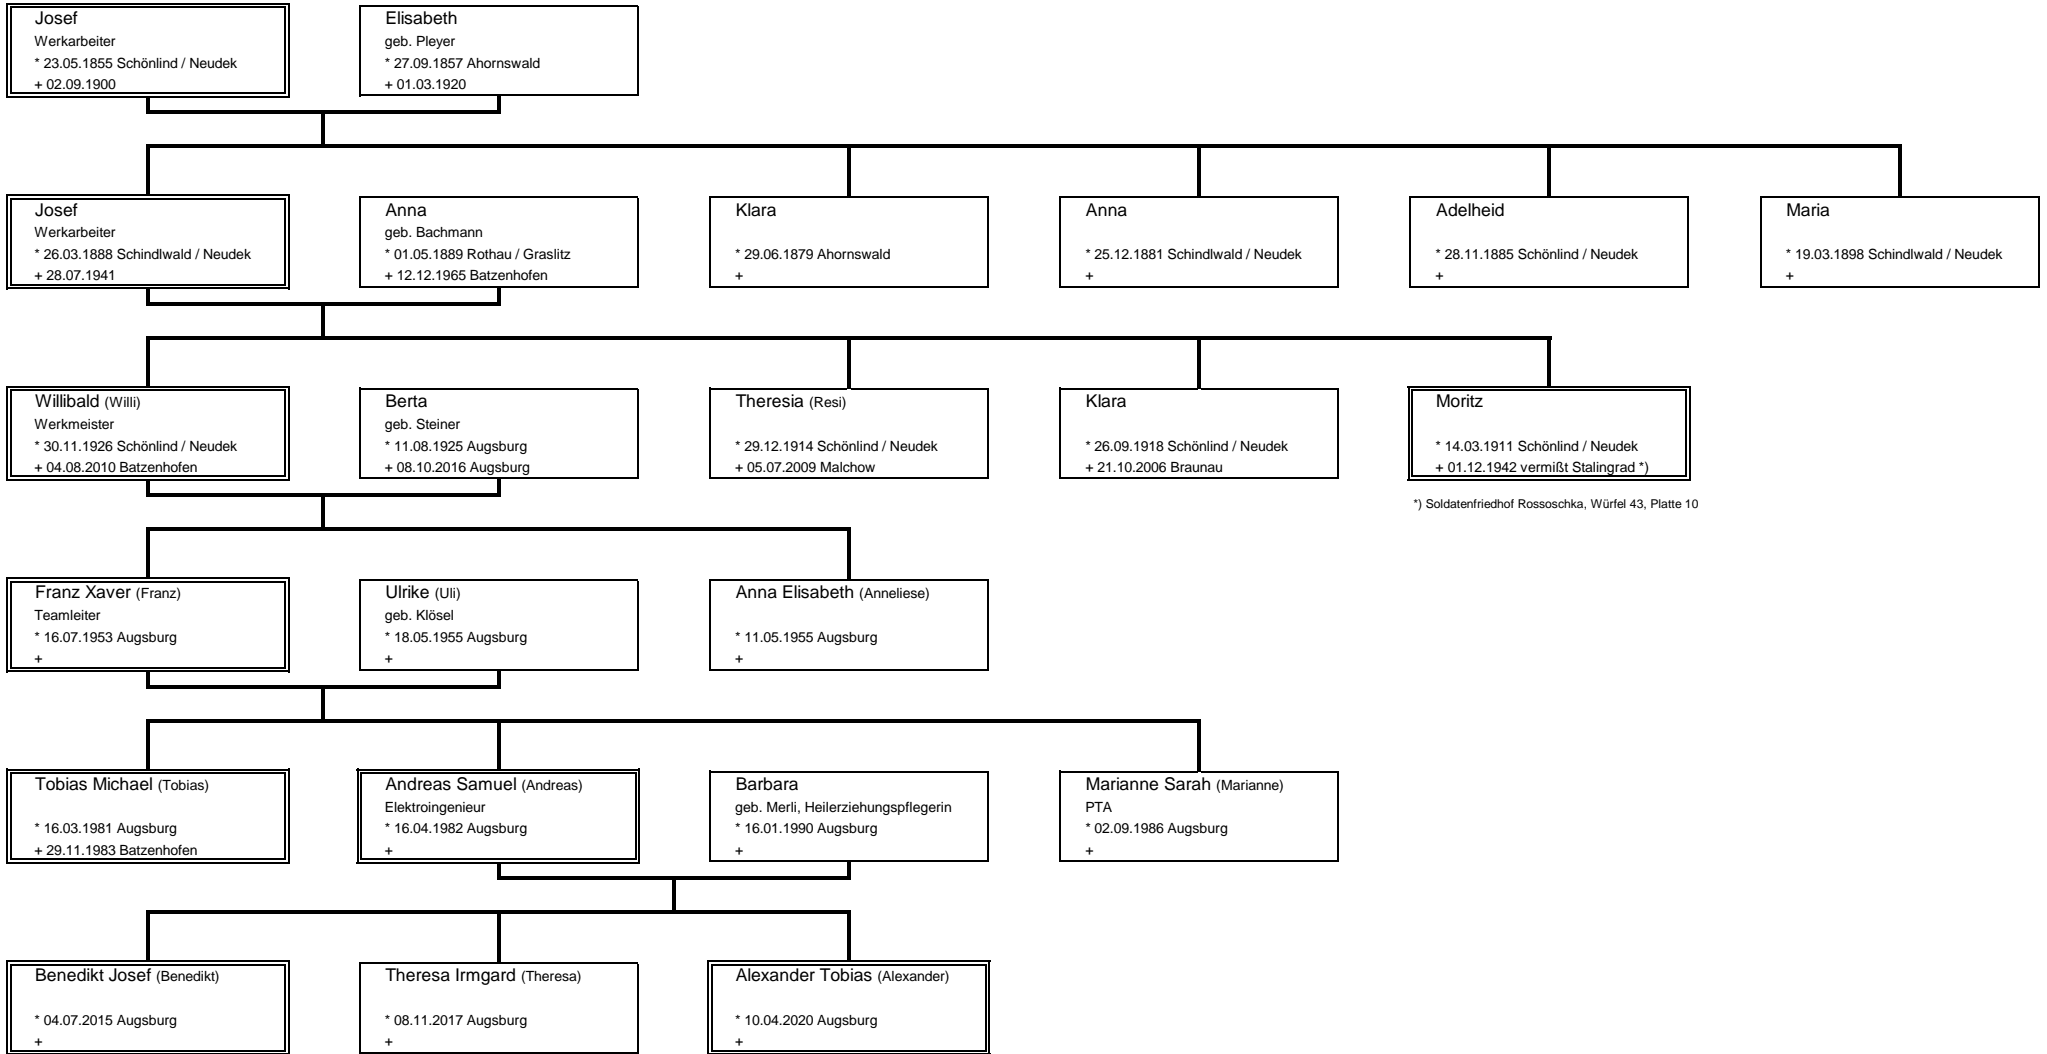 Josef
Werkarbeiter
* 23.05.1855 Schönlind / Neudek
+ 02.09.1900
Elisabeth
geb. Pleyer
* 27.09.1857 Ahornswald
+ 01.03.1920
Josef
Werkarbeiter
* 26.03.1888 Schindlwald / Neudek
+ 28.07.1941
Anna
geb. Bachmann
* 01.05.1889 Rothau / Graslitz
+ 12.12.1965 Batzenhofen
Klara
* 29.06.1879 Ahornswald
+
Anna
* 25.12.1881 Schindlwald / Neudek
+
Adelheid
* 28.11.1885 Schönlind / Neudek
+
Maria
* 19.03.1898 Schindlwald / Neudek
+
Willibald (Willi)
Werkmeister
* 30.11.1926 Schönlind / Neudek
+ 04.08.2010 Batzenhofen
Berta
geb. Steiner
* 11.08.1925 Augsburg
+ 08.10.2016 Augsburg
Theresia (Resi)
* 29.12.1914 Schönlind / Neudek
+ 05.07.2009 Malchow
Klara
* 26.09.1918 Schönlind / Neudek
+ 21.10.2006 Braunau
Moritz
* 14.03.1911 Schönlind / Neudek
+ 01.12.1942 vermißt Stalingrad *)
*) Soldatenfriedhof Rossoschka, Würfel 43, Platte 10
Franz Xaver (Franz)
Teamleiter
* 16.07.1953 Augsburg
+
Ulrike (Uli)
geb. Klösel
* 18.05.1955 Augsburg
+
Anna Elisabeth (Anneliese)
* 11.05.1955 Augsburg
+
Tobias Michael (Tobias)
* 16.03.1981 Augsburg
+ 29.11.1983 Batzenhofen
Andreas Samuel (Andreas)
Elektroingenieur
* 16.04.1982 Augsburg
+
Barbara
geb. Merli, Heilerziehungspflegerin
* 16.01.1990 Augsburg
+
Marianne Sarah (Marianne)
PTA
* 02.09.1986 Augsburg
+
Benedikt Josef (Benedikt)
* 04.07.2015 Augsburg
+
Theresa Irmgard (Theresa)
* 08.11.2017 Augsburg
+
Alexander Tobias (Alexander)
* 10.04.2020 Augsburg
+